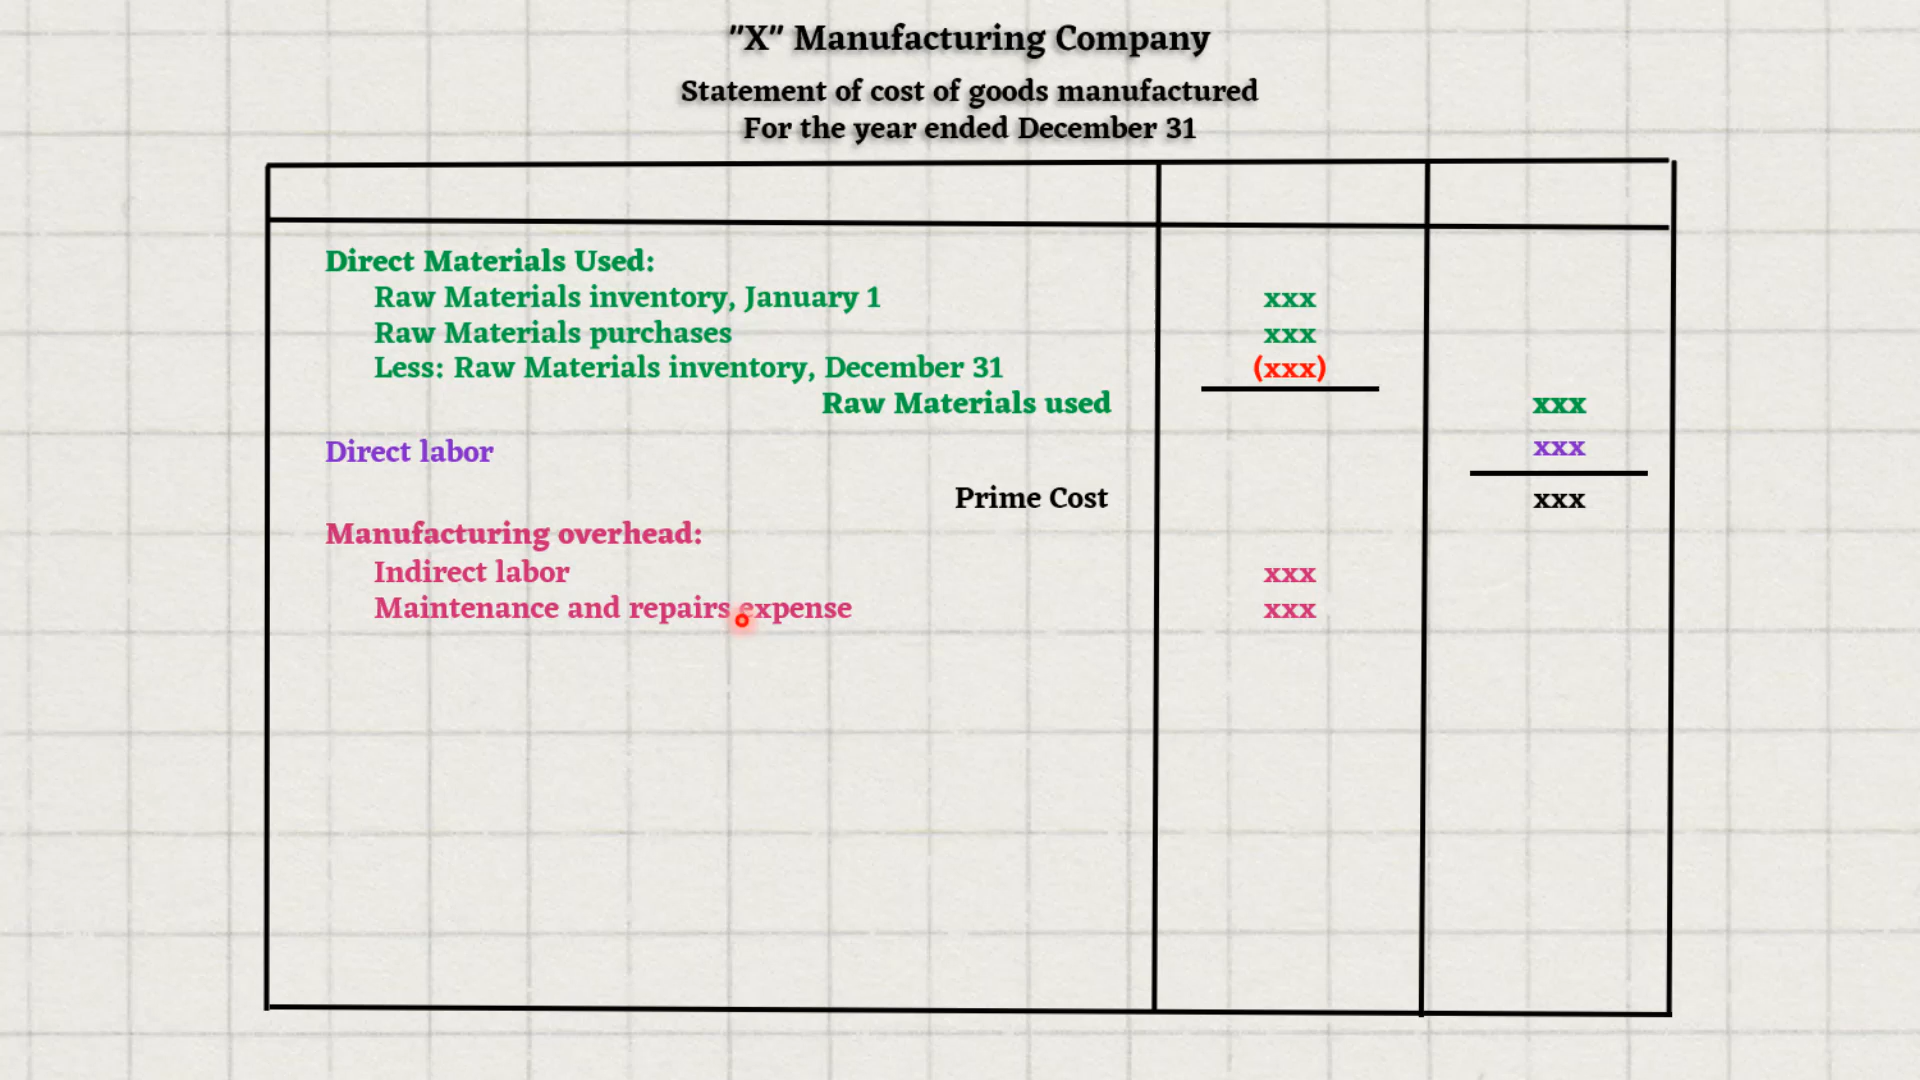 "X" Manufacturing Company
Statement of cost of goods manufactured
For the year ended December 31
Direct Materials Used:
Raw Materials inventory, January 1 xxx
Raw Materials purchases xxx
Less: Raw Materials inventory, December 31 (xxx)
Raw Materials used xxx
Direct labor xxx
Prime Cost xxx
Manufacturing overhead:
Indirect labor xxx
Maintenance and repairs expense xxx